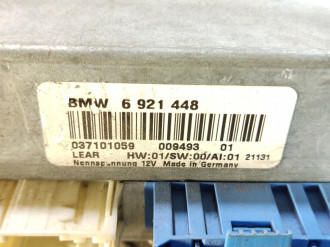 BMW 6 921 448
037101059 009493 01
LEAR HW:01/SW:00/AI:01 21131
Nennspannung 12V Made in Germany